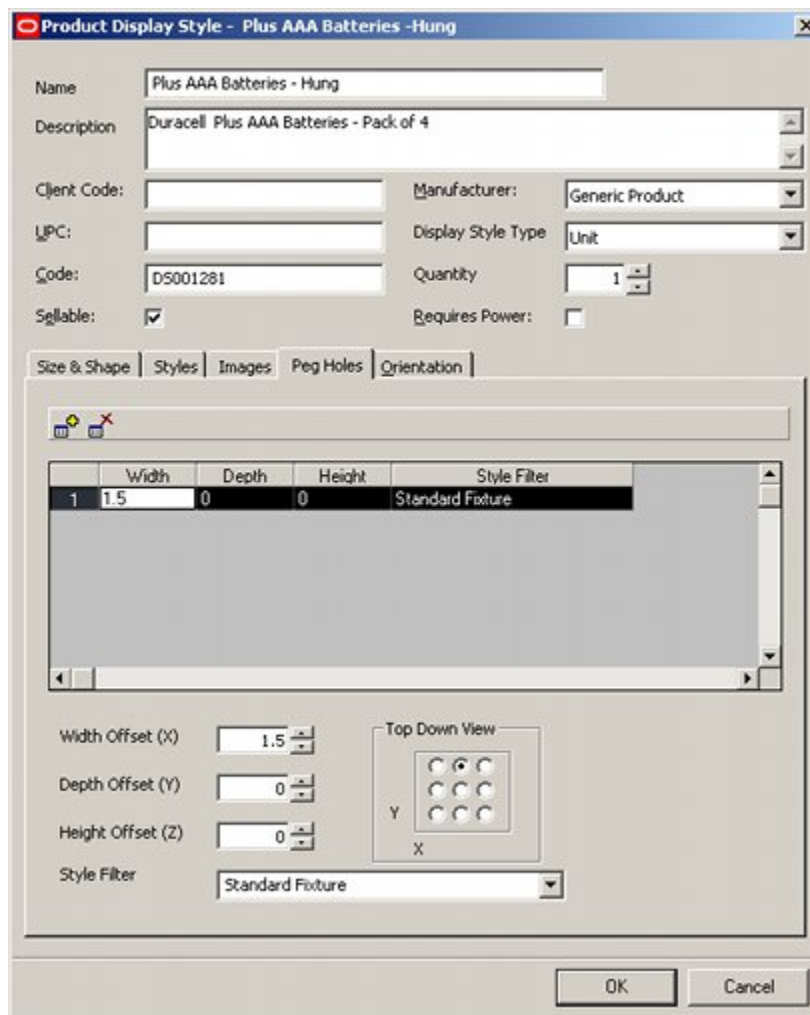 Product Display Style - Plus AAA Batteries -Hung
Name Plus AAA Batteries - Hung
Description Duracell Plus AAA Batteries - Pack of 4
Client Code: Manufacturer: Generic Product
UPC: Display Style Type Unit
Code: DS001281 Quantity 1
Sellable: Requires Power:
Size & Shape Styles Images Peg Holes Orientation
Width Depth Height Style Filter
1 1.5 0 0 Standard Fixture
Width Offset (X) 1.5 Top Down View
Depth Offset (Y) 0
Y
Height Offset (Z) 0
X
Style Filter Standard Fixture
OK Cancel